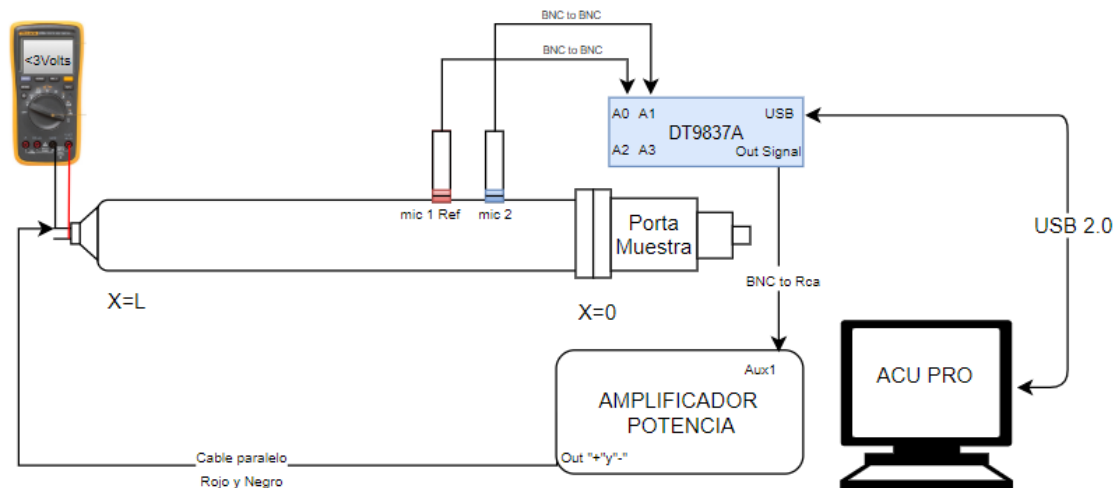 BNC to BNC
BNC to BNC
<3Volts
A0 A1
USB
DT9837A
A2 A3
Out Signal
mic 1 Ref
mic 2
Porta
Muestra
USB 2.0
BNC to Rca
X=L
X=0
Aux1
ACU PRO
AMPLIFICADOR
POTENCIA
Cable paralelo
Out "+"y"-"
Rojo y Negro